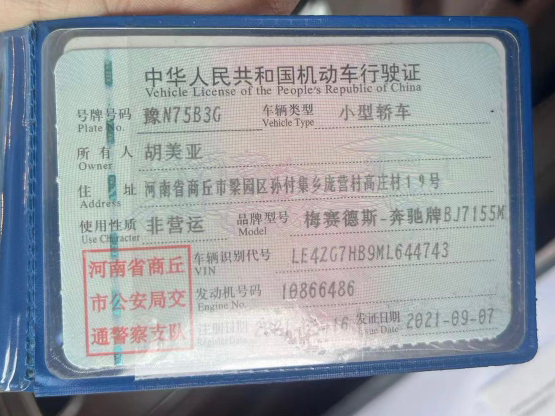 中华人民共和国机动车行驶证
Vehicle License of the People's Republic of China
号牌号码 豫N75B3G 车辆类型 小型轿车
Plate No. Vehicle Type
所有人 胡美亚
Owner
住址 河南省商丘市梁园区孙付集乡庞营村高庄村19号
Address
使用性质 非营运 品牌型号 梅赛德斯-奔驰牌BJ7155M
Use Character Model
河南省商丘
市公安局交
通警察支队
车辆识别代号 LE4ZG7HB9ML644743
VIN
发动机号码 10866486
Engine No.
注册日期 发证日期 2021-09-07
Issue Date